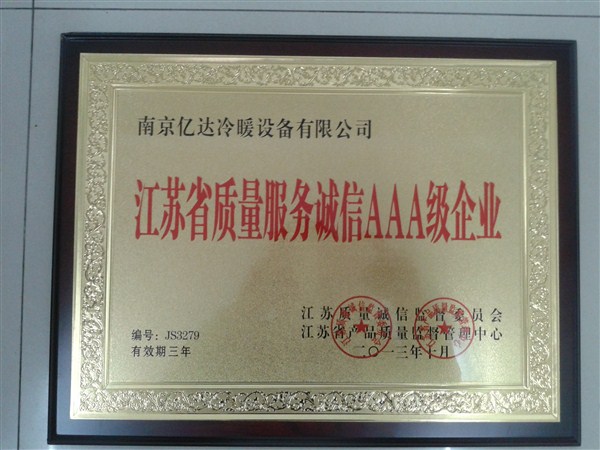 南京亿达冷暖设备有限公司
江苏省质量服务诚信AAA级企业
江苏质量诚信监督委员会
江苏省产品质量监督管理中心
二〇一三年十月
编号：JS3279
有效期三年